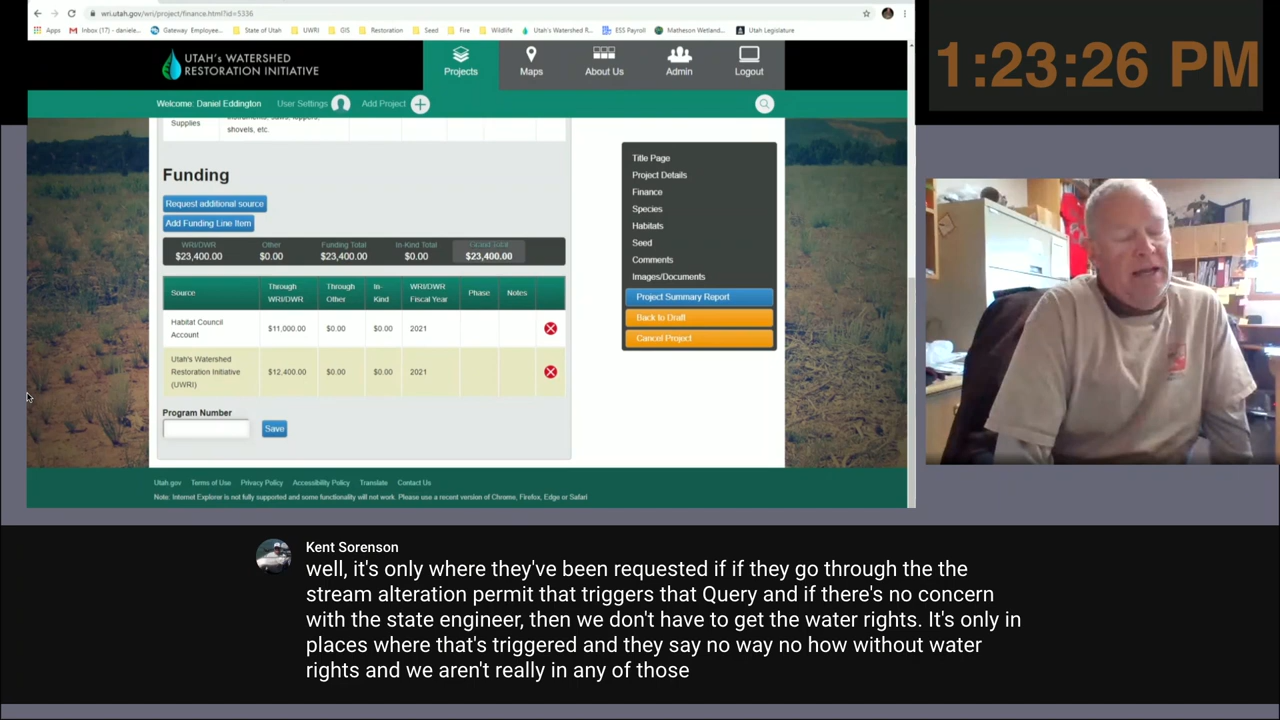 wri.utah.gov/wri/project/finance.html?id=5336
Apps Inbox (17) - daniele... Gateway Employee... State of Utah UWRI GIS Restoration Seed Fire Wildlife Utah's Watershed R... ESS Payroll Matheson Wetland... Utah Legislature
1:23:26 PM
UTAH'S WATERSHED
RESTORATION INITIATIVE
Projects Maps About Us Admin Logout
Welcome: Daniel Eddington User Settings Add Project
Supplies
shovels, etc.
Funding
Request additional source
Add Funding Line Item
WRI/DWR Other Funding Total In-Kind Total Grand Total
$23,400.00 $0.00 $23,400.00 $0.00 $23,400.00
Source Through WRI/DWR Through Other In-Kind WRI/DWR Fiscal Year Phase Notes
Habitat Council Account $11,000.00 $0.00 $0.00 2021
Utah's Watershed Restoration Initiative (UWRI) $12,400.00 $0.00 $0.00 2021
Program Number
Save
Title Page
Project Details
Finance
Species
Habitats
Seed
Comments
Images/Documents
Project Summary Report
Back to Draft
Cancel Project
Utah.gov Terms of Use Privacy Policy Accessibility Policy Translate Contact Us
Note: Internet Explorer is not fully supported and some functionality will not work. Please use a recent version of Chrome, Firefox, Edge or Safari
Kent Sorenson
well, it's only where they've been requested if if they go through the the
stream alteration permit that triggers that Query and if there's no concern
with the state engineer, then we don't have to get the water rights. It's only in
places where that's triggered and they say no way no how without water
rights and we aren't really in any of those